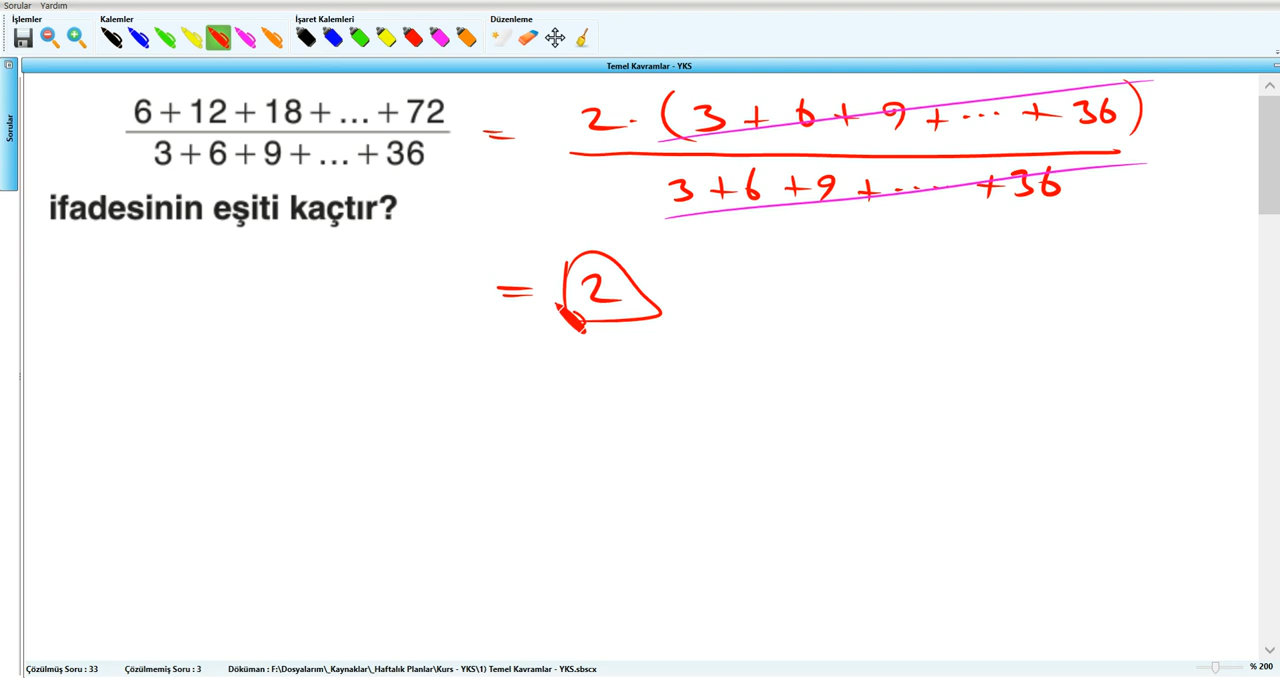 Sorular Yardım
İşlemler Kalemler İşaret Kalemleri Düzenleme
Temel Kavramlar - YKS
Sorular
6 + 12 + 18 + ... + 72
3 + 6 + 9 + ... + 36
= 2 · (3 + 6 + 9 + ... + 36)
3 + 6 + 9 + .... + 36
ifadesinin eşiti kaçtır?
= 2
Çözülmüş Soru : 33 Çözülmemiş Soru : 3 Döküman : F:\Dosyalarım\_Kaynaklar\_Haftalık Planlar\Kurs - YKS\1) Temel Kavramlar - YKS.sbscx % 200